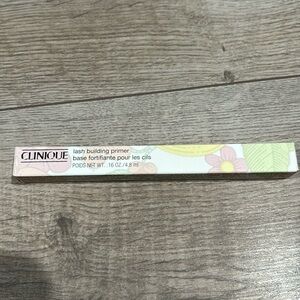 CLINIQUE
lash building primer
base fortifiante pour les cils
POIDS NET WT. .16 OZ./4.8 ml